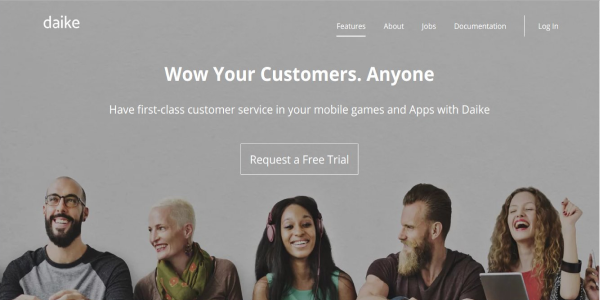 daike
Features About Jobs Documentation Log In
Wow Your Customers. Anyone
Have first-class customer service in your mobile games and Apps with Daike
Request a Free Trial